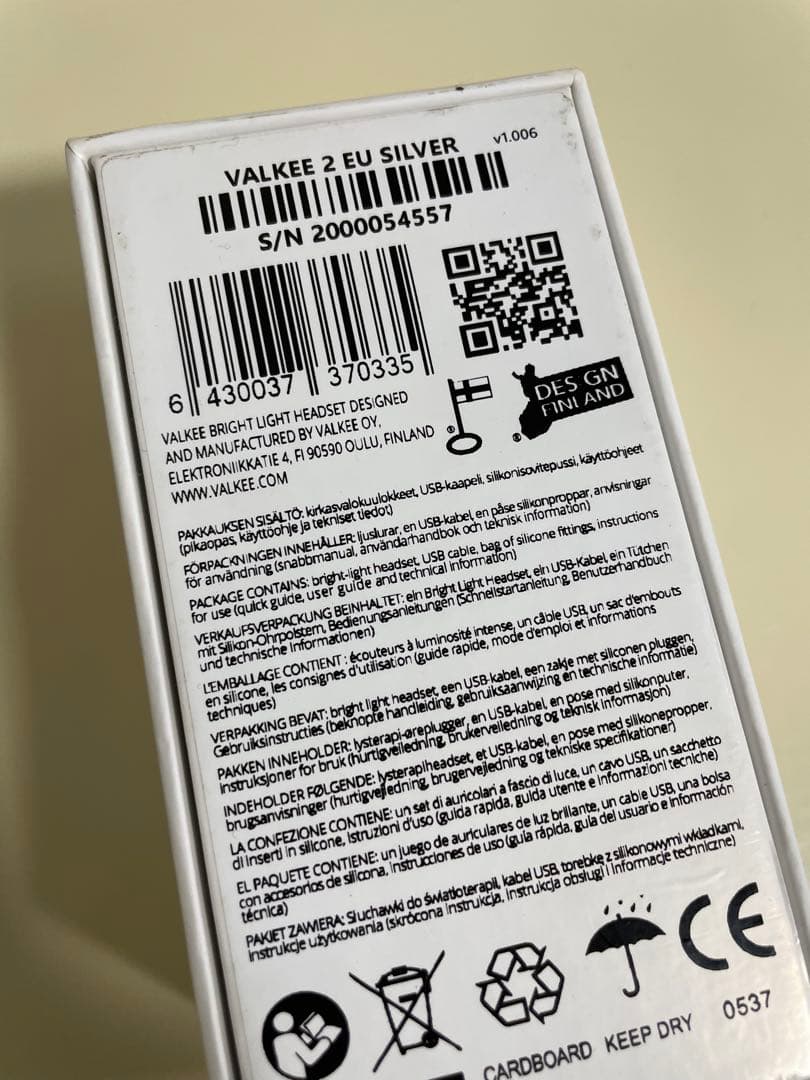 VALKEE 2 EU SILVER
v1.006
S/N 2000054557
6 430037 370335
DESIGN
FINLAND
VALKEE BRIGHT LIGHT HEADSET DESIGNED
AND MANUFACTURED BY VALKEE OY,
ELEKTRONIIKKATIE 4, FI 90590 OULU, FINLAND
WWW.VALKEE.COM
PAKKAUKSEN SISÄLTÖ: kirkasvalokuulokkeet, USB-kaapeli, silikonisovitepussi, käyttöohjeet
(pikaopas, käyttöohje ja tekniset tiedot)
FÖRPACKNINGEN INNEHÅLLER: ljuslurar, en USB-kabel, en påse silikonproppar, anvisningar
för användning (snabbmanual, användarhandbok och teknisk information)
PACKAGE CONTAINS: bright-light headset, USB cable, bag of silicone fittings, instructions
for use (quick guide, user guide and technical information)
VERKAUFSVERPACKUNG BEINHALTET: ein Bright Light Headset, ein USB-Kabel, ein Tütchen
mit Silikon-Ohrpolstern, Bedienungsanleitungen (Schnellstartanleitung, Benutzerhandbuch
und technische Informationen)
L'EMBALLAGE CONTIENT : écouteurs à luminosité intense, un câble USB, un sac d'embouts
en silicone, les consignes d'utilisation (guide rapide, mode d'emploi et informations
techniques)
VERPAKKING BEVAT: bright light headset, een USB-kabel, een zakje met siliconen pluggen,
Gebruiksinstructies (beknopte handleiding, gebruiksaanwijzing en technische informatie)
PAKKEN INNEHOLDER: lysterapi-øreplugger, en USB-kabel, en pose med silikonputer,
instruksjoner for bruk (hurtigveiledning, brukerveiledning og teknisk informasjon)
INDEHOLDER FØLGENDE: lysterapiheadset, et USB-kabel, en pose med silikonepropper,
brugsanvisninger (hurtigvejledning, brugervejledning og tekniske specifikationer)
LA CONFEZIONE CONTIENE: un set di auricolari a fascio di luce, un cavo USB, un sacchetto
di inserti in silicone, istruzioni d'uso (guida rapida, guida utente e informazioni tecniche)
EL PAQUETE CONTIENE: un juego de auriculares de luz brillante, un cable USB, una bolsa
con accesorios de silicona, instrucciones de uso (guía rápida, guía del usuario e información
técnica)
PAKIET ZAWIERA: Słuchawki do światłoterapii, kabel USB, torebkę z silikonowymi wkładkami,
instrukcje użytkowania (skrócona instrukcja, instrukcja obsługi i informacje techniczne)
CE
CARDBOARD KEEP DRY 0537